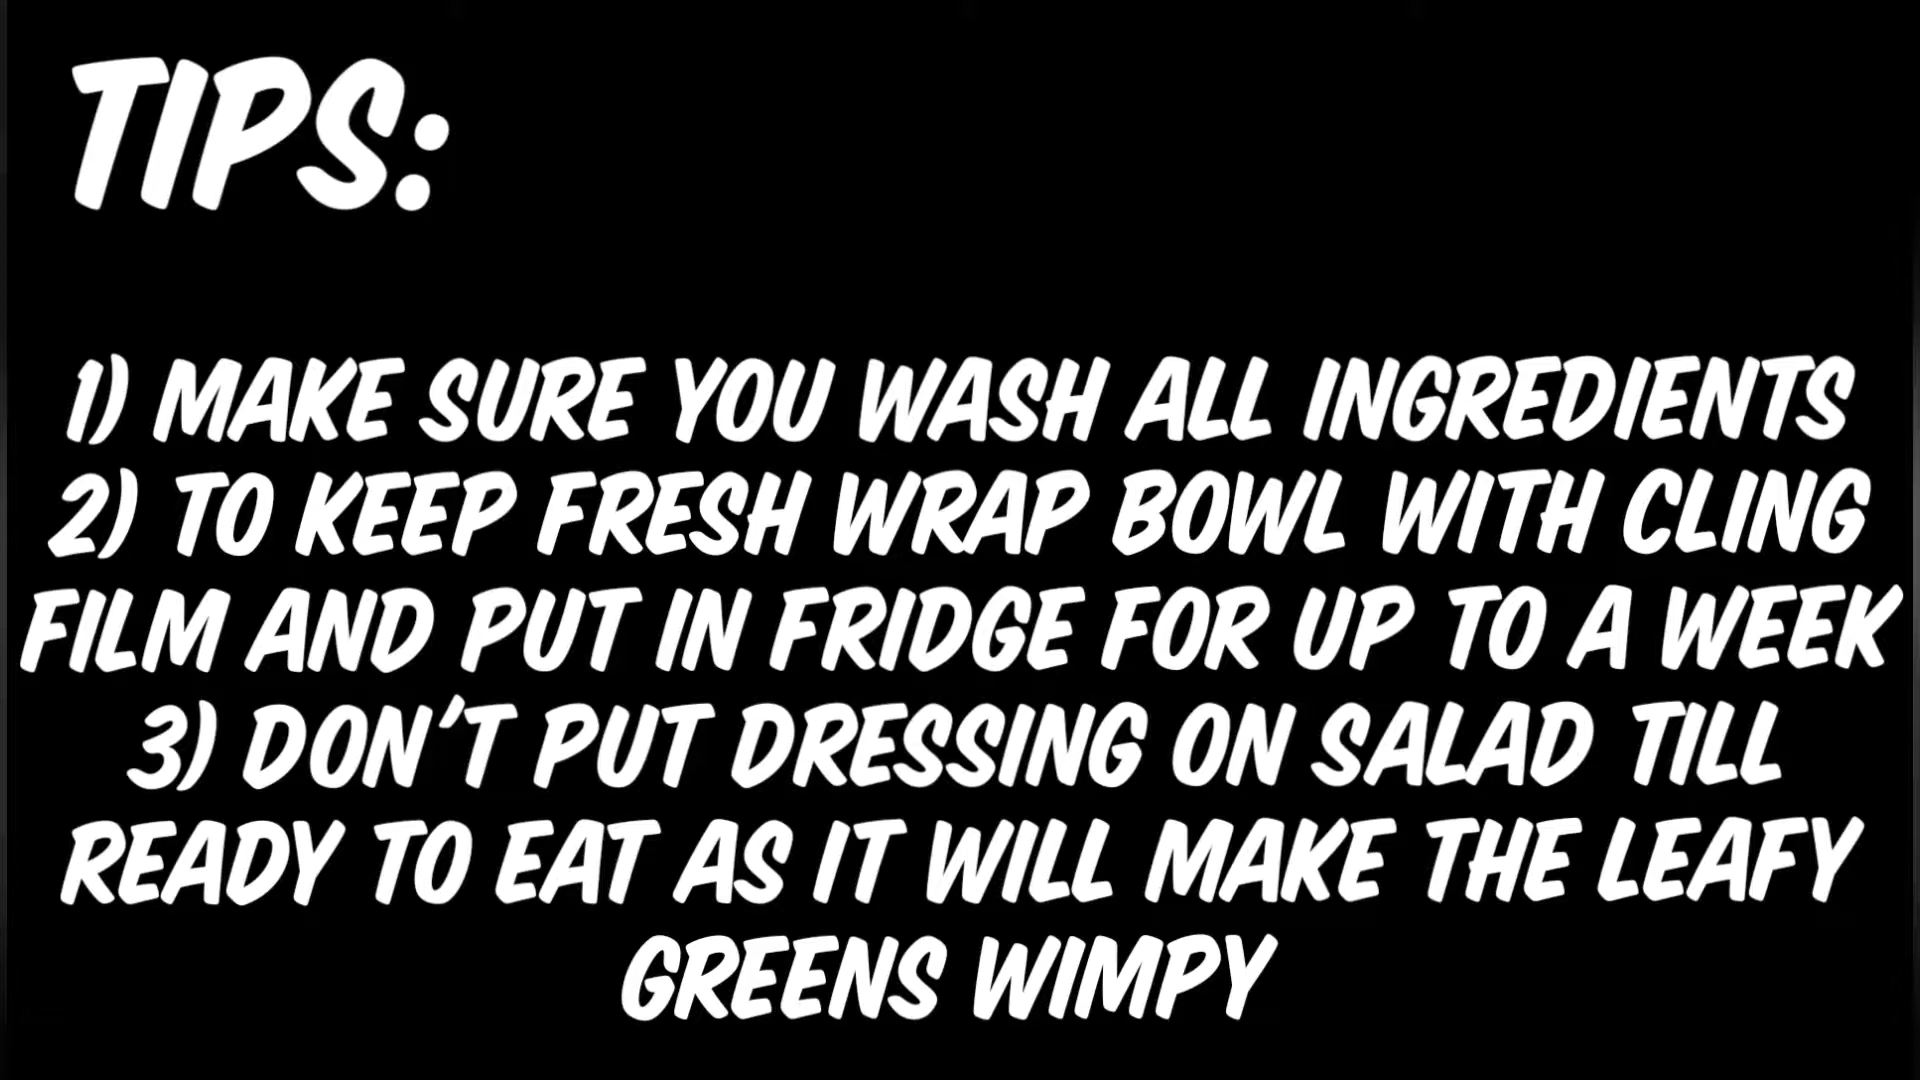 TIPS:
1) MAKE SURE YOU WASH ALL INGREDIENTS
2) TO KEEP FRESH WRAP BOWL WITH CLING
FILM AND PUT IN FRIDGE FOR UP TO A WEEK
3) DON'T PUT DRESSING ON SALAD TILL
READY TO EAT AS IT WILL MAKE THE LEAFY
GREENS WIMPY